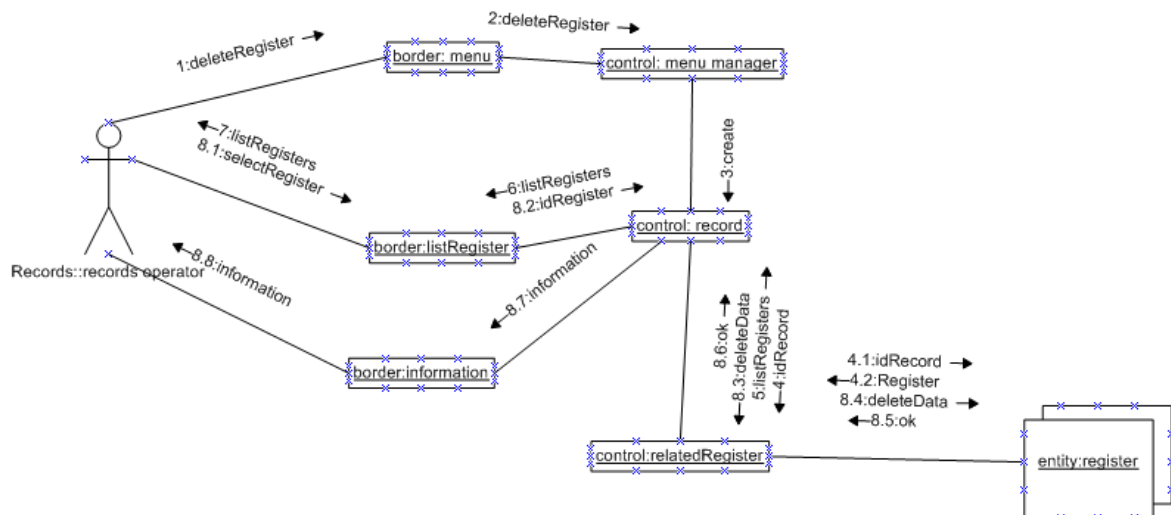 2:deleteRegister
1:deleteRegister
border: menu
control: menu manager
7:listRegisters
8.1:selectRegister
6:listRegisters
8.2:idRegister
3:create
control: record
border:listRegister
Records::records operator
8.8:information
8.7:information
8.6:ok
8.3:deleteData
5:listRegisters
4:idRecord
border:information
4.1:idRecord
4.2:Register
8.4:deleteData
8.5:ok
control:relatedRegister
entity:register